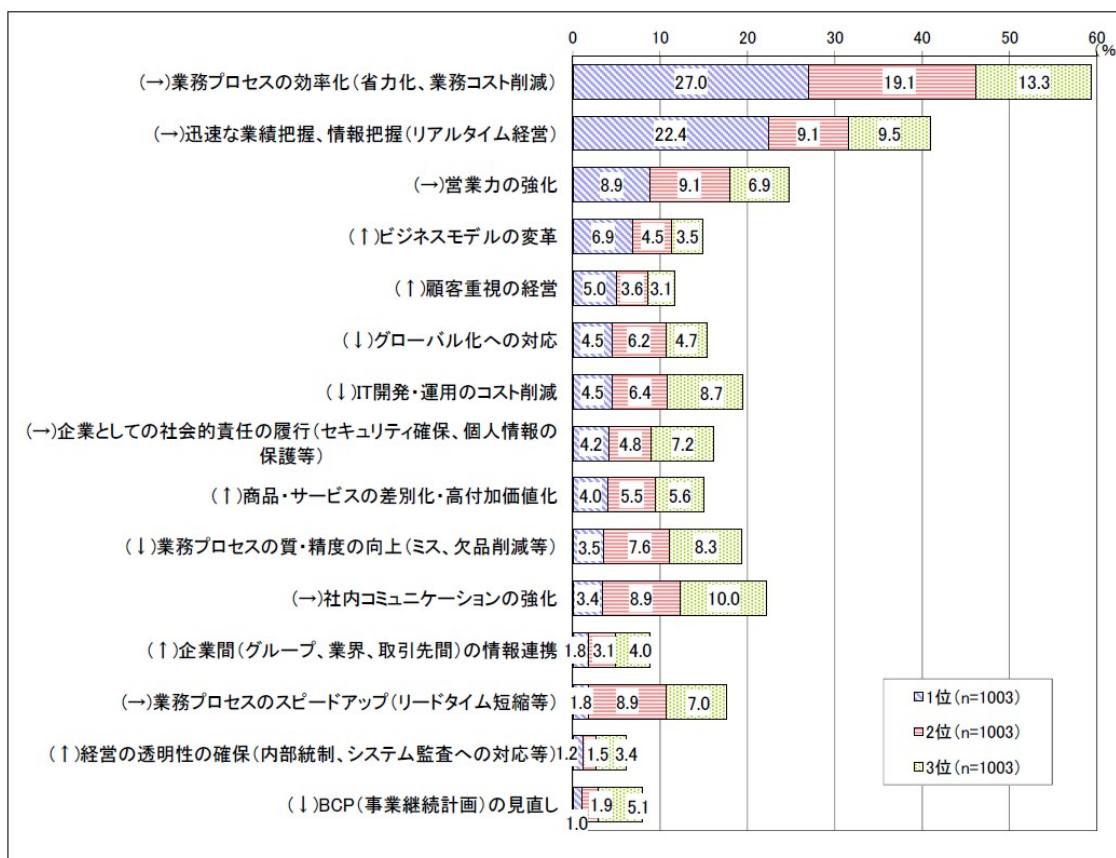 0 10 20 30 40 50 60
%
(→)業務プロセスの効率化(省力化、業務コスト削減) 27.0 19.1 13.3
(→)迅速な業績把握、情報把握(リアルタイム経営) 22.4 9.1 9.5
(→)営業力の強化 8.9 9.1 6.9
(↑)ビジネスモデルの変革 6.9 4.5 3.5
(↑)顧客重視の経営 5.0 3.6 3.1
(↓)グローバル化への対応 4.5 6.2 4.7
(↓)IT開発・運用のコスト削減 4.5 6.4 8.7
(→)企業としての社会的責任の履行(セキュリティ確保、個人情報の
保護等) 4.2 4.8 7.2
(↑)商品・サービスの差別化・高付加価値化 4.0 5.5 5.6
(↓)業務プロセスの質・精度の向上(ミス、欠品削減等) 3.5 7.6 8.3
(→)社内コミュニケーションの強化 3.4 8.9 10.0
(↑)企業間(グループ、業界、取引先間)の情報連携 1.8 3.1 4.0
(→)業務プロセスのスピードアップ(リードタイム短縮等) 1.8 8.9 7.0
(↑)経営の透明性の確保(内部統制、システム監査への対応等) 1.2 1.5 3.4
(↓)BCP(事業継続計画)の見直し 1.0 1.9 5.1
1位(n=1003)
2位(n=1003)
3位(n=1003)